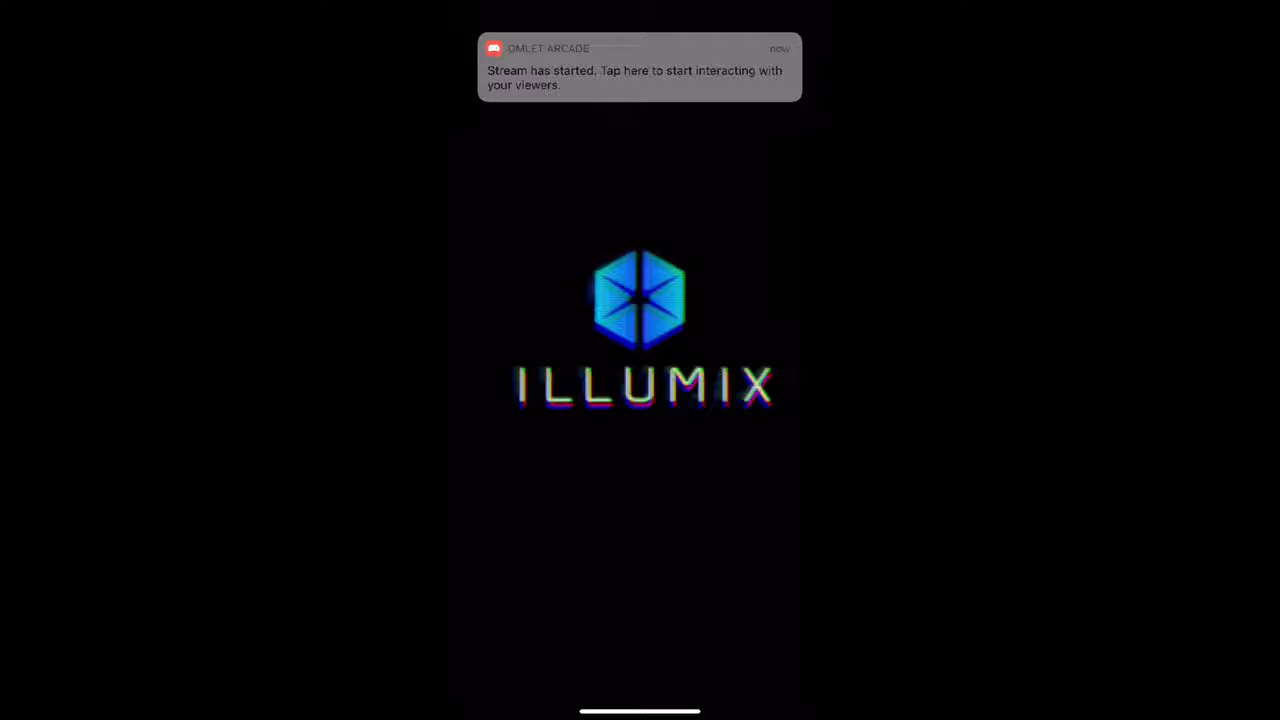 OMLET ARCADE now
Stream has started. Tap here to start interacting with
your viewers.
ILLUMIX